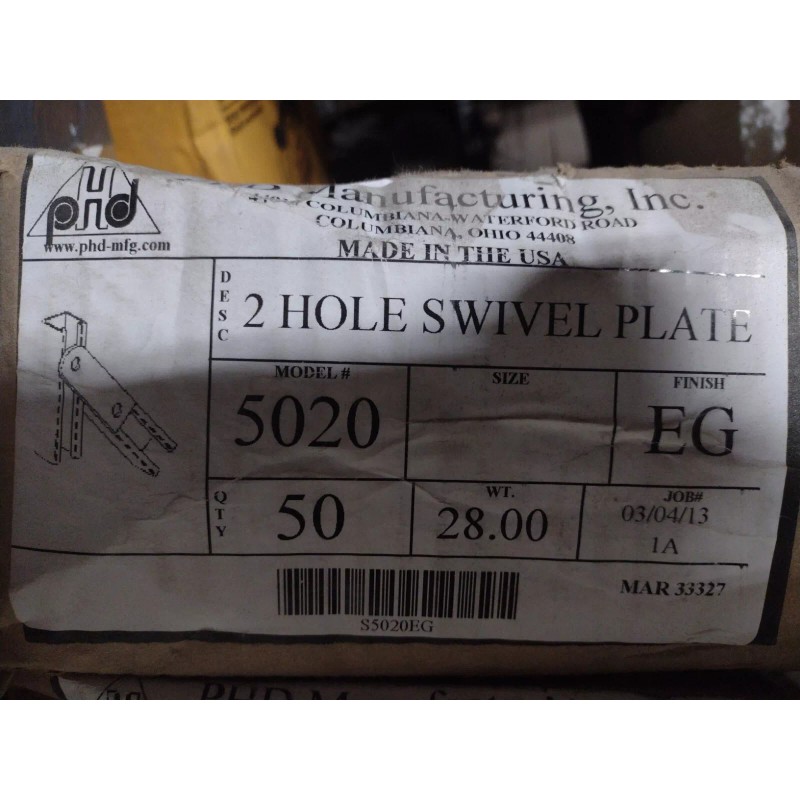 phd
www.phd-mfg.com
Manufacturing, Inc.
COLUMBIANA-WATERFORD ROAD
COLUMBIANA, OHIO 44408
MADE IN THE USA
DESC
2 HOLE SWIVEL PLATE
MODEL #
5020
SIZE
FINISH
EG
QTY
50
WT.
28.00
JOB#
03/04/13
1A
MAR 33327
S5020EG
PHD